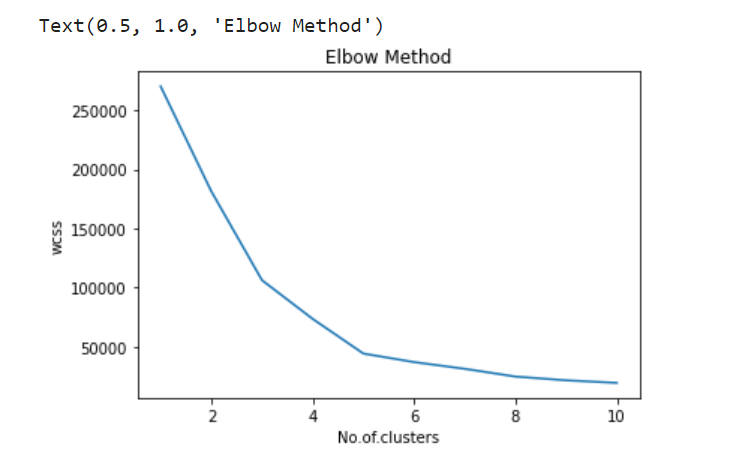 Text(0.5, 1.0, 'Elbow Method')
Elbow Method
250000
200000
150000
100000
50000
wcss
2 4 6 8 10
No.of.clusters